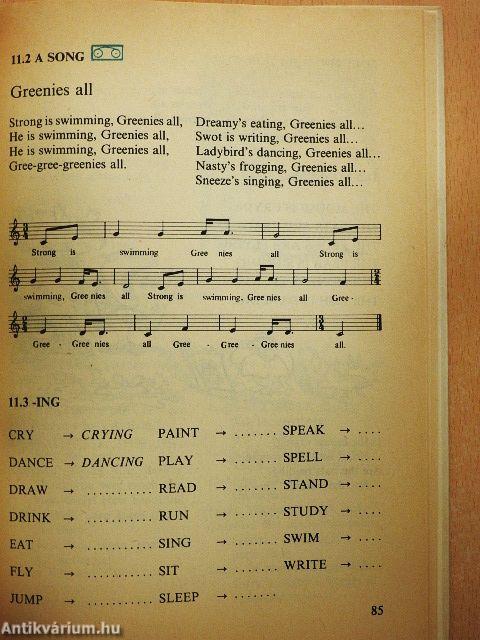 11.2 A SONG
Greenies all
Strong is swimming, Greenies all,
He is swimming, Greenies all,
He is swimming, Greenies all,
Gree-gree-greenies all.
Dreamy's eating, Greenies all...
Swot is writing, Greenies all...
Ladybird's dancing, Greenies all...
Nasty's frogging, Greenies all...
Sneeze's singing, Greenies all...
Strong is swimming Gree nies all Strong is
swimming, Gree nies all Strong is swimming. Gree nies all Gree-
Gree - Gree nies all Gree - Gree - Gree nies all.
11.3 -ING
CRY → CRYING PAINT → ....... SPEAK → ....
DANCE → DANCING PLAY → ....... SPELL → ....
DRAW → ........... READ → ....... STAND → ....
DRINK → ........... RUN → ....... STUDY → ....
EAT → ........... SING → ....... SWIM → ....
FLY → ........... SIT → ....... WRITE → ....
JUMP → ........... SLEEP → .......
85
Antikvárium.hu